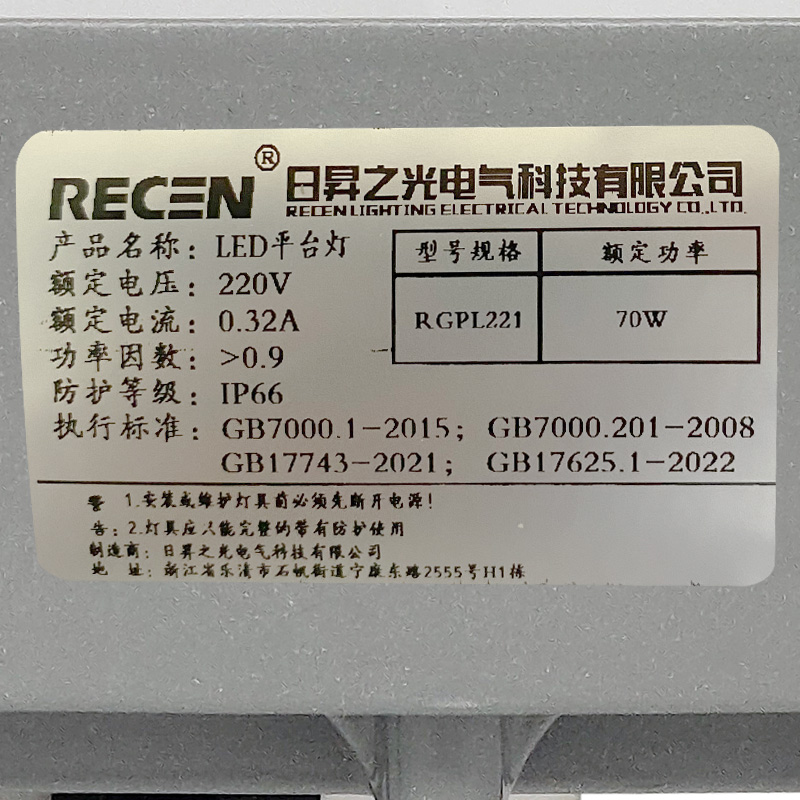 RECEN® 日昇之光电气科技有限公司
RECEN LIGHTING ELECTRICAL TECHNOLOGY CO.,LTD.
产品名称：LED平台灯
额定电压：220V
额定电流：0.32A
功率因数：>0.9
防护等级：IP66
型号规格 额定功率
RGPL221 70W
执行标准：GB7000.1-2015；GB7000.201-2008
GB17743-2021；GB17625.1-2022
警 1.安装或维护灯具前必须先断开电源！
告：2.灯具应只能完整的带有防护使用
制造商：日昇之光电气科技有限公司
地 址：浙江省乐清市石帆街道宁康东路2555号H1栋